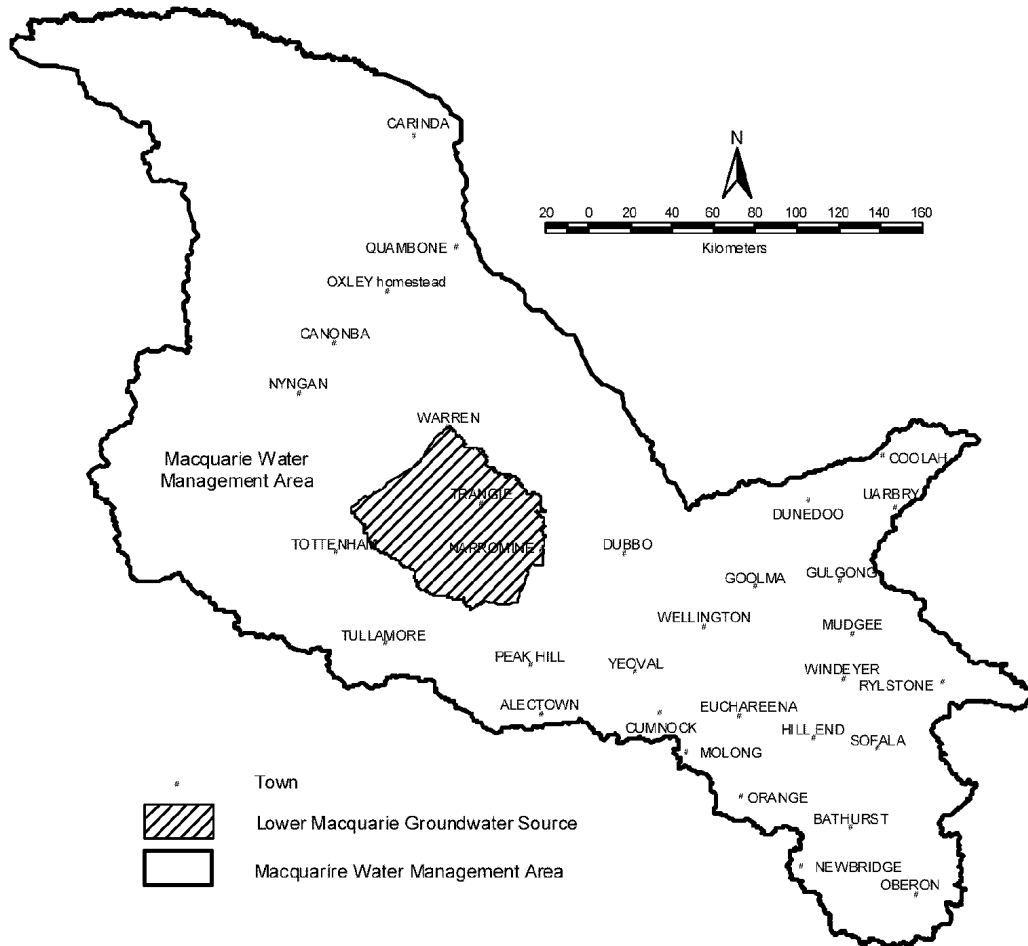 CARINDA
N
20 0 20 40 60 80 100 120 140 160
Kilometers
QUAMBONE
OXLEY homestead
CANONBA
NYNGAN
WARREN
Macquarie Water
Management Area
COOLAH
TRANGIE
UARBRY
DUNEDOO
TOTTENHAM
NARROMINE
DUBBO
GOOLMA
GULGONG
WELLINGTON
MUDGEE
TULLAMORE
PEAK HILL
YEOVAL
WINDEYER
RYLSTONE
ALECTOWN
EUCHAREENA
CUMNOCK
HILL END
SOFALA
MOLONG
Town
ORANGE
Lower Macquarie Groundwater Source
BATHURST
Macquarire Water Management Area
NEWBRIDGE
OBERON